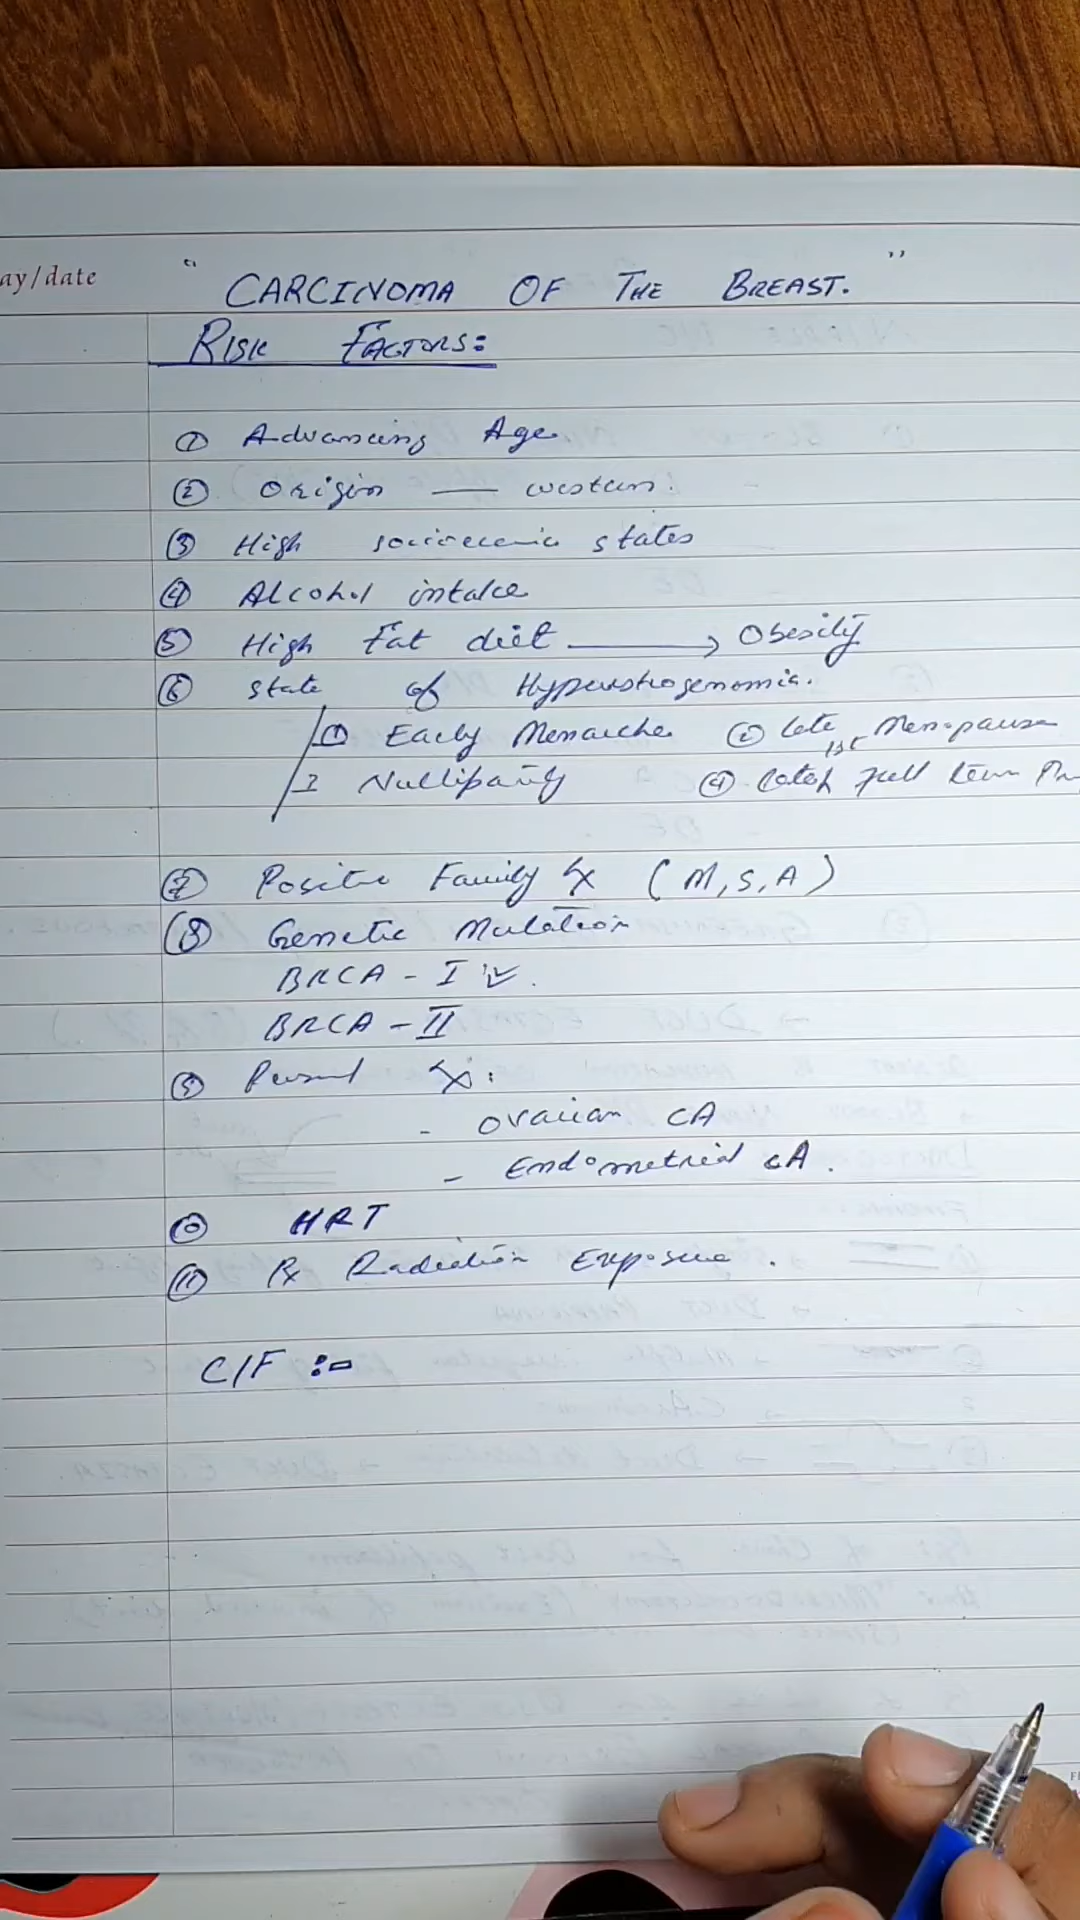 ay/date
" CARCINOMA OF THE BREAST. "
RISK FACTORS:
① Advancing Age
② Origin — western.
③ High socioecenic states
④ Alcohol intake
⑤ High Fat diet → Obesity
⑥ state of Hyperestrogenomia.
① Early Menarche ② late Menopause
I Nulliparity ④ late 1st full term
⑦ Positive Family Hx (M, S, A)
⑧ Genetic Mutation
BRCA - I
BRCA - II
⑨ Personal Hx:
- Ovarian CA
- Endometrial CA.
⑩ HRT
⑪ Rx Radiation Exposure.
C/F :-